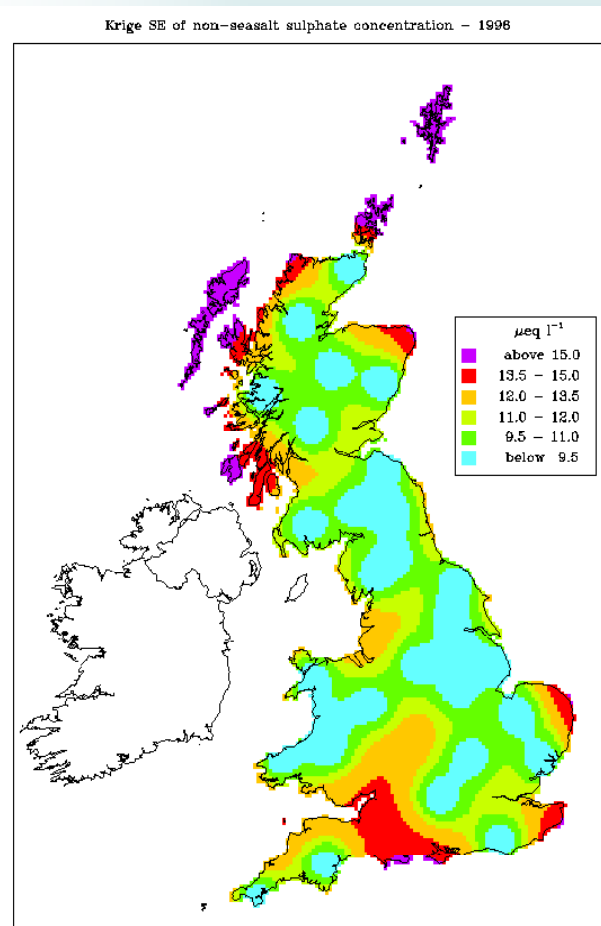 Krige SE of non-seasalt sulphate concentration - 1996
µeq l⁻¹
above 15.0
13.5 - 15.0
12.0 - 13.5
11.0 - 12.0
9.5 - 11.0
below 9.5